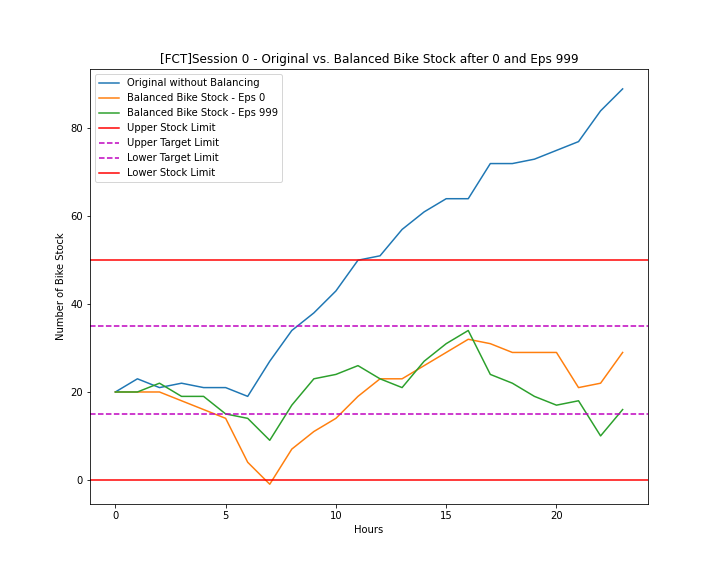 [FCT]Session 0 - Original vs. Balanced Bike Stock after 0 and Eps 999
Original without Balancing
Balanced Bike Stock - Eps 0
Balanced Bike Stock - Eps 999
Upper Stock Limit
Upper Target Limit
Lower Target Limit
Lower Stock Limit
Number of Bike Stock
80
60
40
20
0
0 5 10 15 20
Hours